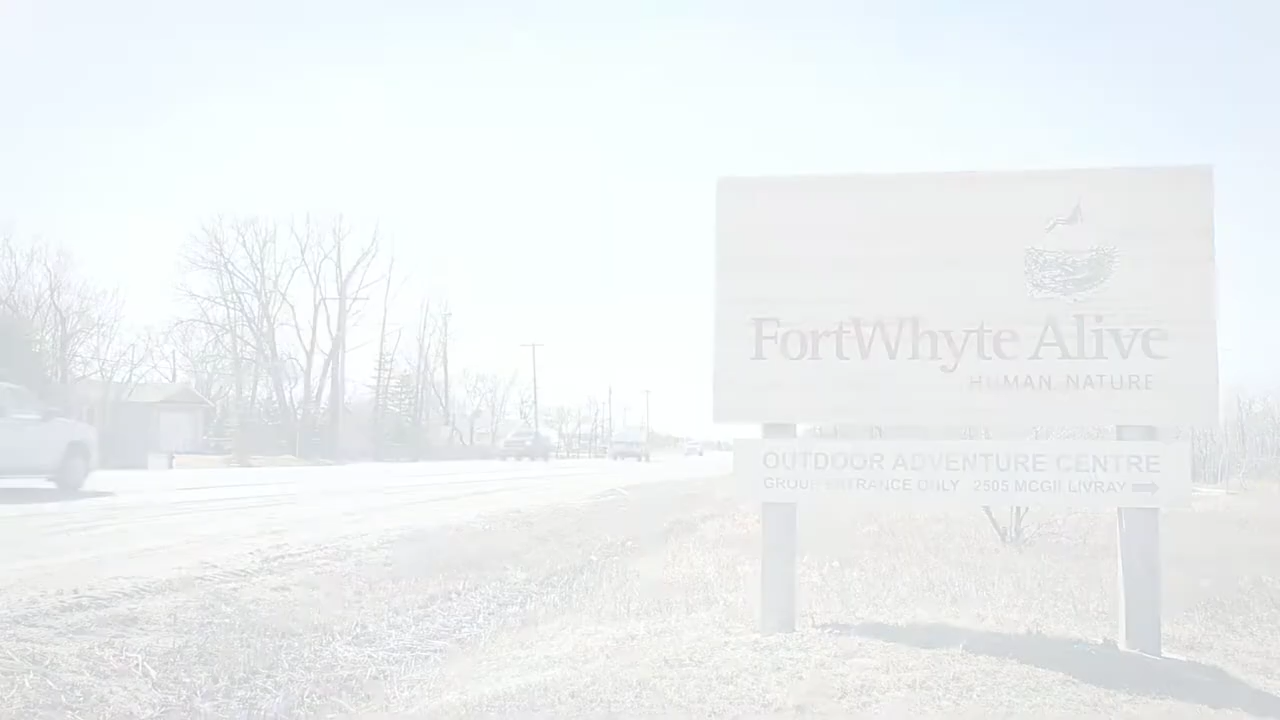 FortWhyte Alive
HUMAN NATURE
OUTDOOR ADVENTURE CENTRE
GROUP ENTRANCE ONLY 2505 MCGILLIVRAY